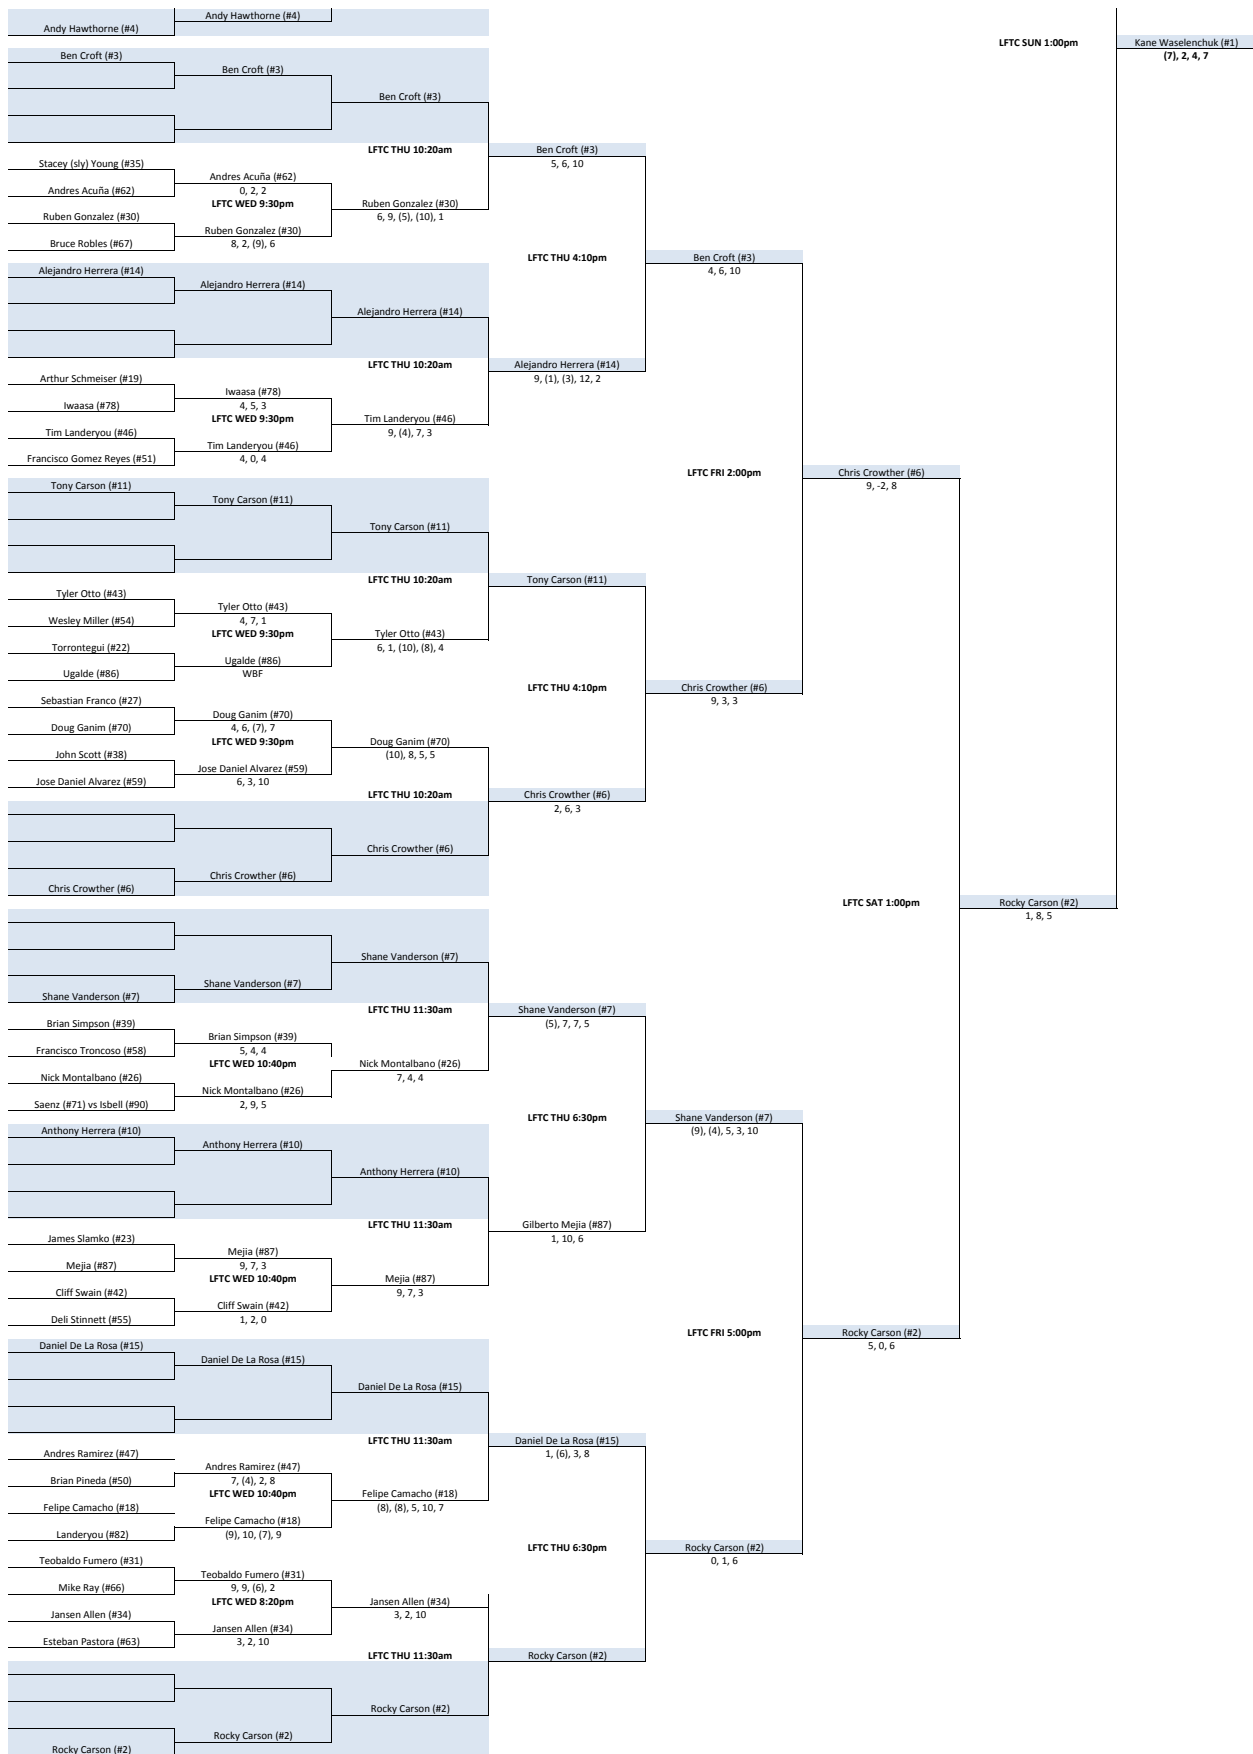 Andy Hawthorne (#4)
Andy Hawthorne (#4)
LFTC SUN 1:00pm
Kane Waselenchuk (#1)
(7), 2, 4, 7
Ben Croft (#3)
Ben Croft (#3)
Ben Croft (#3)
LFTC THU 10:20am
Ben Croft (#3)
5, 6, 10
Stacey (sly) Young (#35)
Andres Acuña (#62)
Andres Acuña (#62)
0, 2, 2
LFTC WED 9:30pm
Ruben Gonzalez (#30)
6, 9, (5), (10), 1
Ruben Gonzalez (#30)
Ruben Gonzalez (#30)
8, 2, (9), 6
Bruce Robles (#67)
LFTC THU 4:10pm
Ben Croft (#3)
4, 6, 10
Alejandro Herrera (#14)
Alejandro Herrera (#14)
Alejandro Herrera (#14)
LFTC THU 10:20am
Alejandro Herrera (#14)
9, (1), (3), 12, 2
Arthur Schmeiser (#19)
Iwaasa (#78)
Iwaasa (#78)
4, 5, 3
LFTC WED 9:30pm
Tim Landeryou (#46)
9, (4), 7, 3
Tim Landeryou (#46)
Tim Landeryou (#46)
4, 0, 4
Francisco Gomez Reyes (#51)
LFTC FRI 2:00pm
Chris Crowther (#6)
9, -2, 8
Tony Carson (#11)
Tony Carson (#11)
Tony Carson (#11)
LFTC THU 10:20am
Tony Carson (#11)
Tyler Otto (#43)
Tyler Otto (#43)
4, 7, 1
Wesley Miller (#54)
LFTC WED 9:30pm
Tyler Otto (#43)
6, 1, (10), (8), 4
Torrontegui (#22)
Ugalde (#86)
WBF
Ugalde (#86)
LFTC THU 4:10pm
Chris Crowther (#6)
9, 3, 3
Sebastian Franco (#27)
Doug Ganim (#70)
4, 6, (7), 7
Doug Ganim (#70)
LFTC WED 9:30pm
Doug Ganim (#70)
(10), 8, 5, 5
John Scott (#38)
Jose Daniel Alvarez (#59)
6, 3, 10
Jose Daniel Alvarez (#59)
LFTC THU 10:20am
Chris Crowther (#6)
2, 6, 3
Chris Crowther (#6)
Chris Crowther (#6)
Chris Crowther (#6)
LFTC SAT 1:00pm
Rocky Carson (#2)
1, 8, 5
Shane Vanderson (#7)
Shane Vanderson (#7)
Shane Vanderson (#7)
LFTC THU 11:30am
Shane Vanderson (#7)
(5), 7, 7, 5
Brian Simpson (#39)
Brian Simpson (#39)
5, 4, 4
Francisco Troncoso (#58)
LFTC WED 10:40pm
Nick Montalbano (#26)
7, 4, 4
Nick Montalbano (#26)
Nick Montalbano (#26)
2, 9, 5
Saenz (#71) vs Isbell (#90)
LFTC THU 6:30pm
Shane Vanderson (#7)
(9), (4), 5, 3, 10
Anthony Herrera (#10)
Anthony Herrera (#10)
Anthony Herrera (#10)
LFTC THU 11:30am
Gilberto Mejia (#87)
1, 10, 6
James Slamko (#23)
Mejia (#87)
9, 7, 3
Mejia (#87)
LFTC WED 10:40pm
Mejia (#87)
9, 7, 3
Cliff Swain (#42)
Cliff Swain (#42)
1, 2, 0
Deli Stinnett (#55)
LFTC FRI 5:00pm
Rocky Carson (#2)
5, 0, 6
Daniel De La Rosa (#15)
Daniel De La Rosa (#15)
Daniel De La Rosa (#15)
LFTC THU 11:30am
Daniel De La Rosa (#15)
1, (6), 3, 8
Andres Ramirez (#47)
Andres Ramirez (#47)
7, (4), 2, 8
Brian Pineda (#50)
LFTC WED 10:40pm
Felipe Camacho (#18)
(8), (8), 5, 10, 7
Felipe Camacho (#18)
Felipe Camacho (#18)
(9), 10, (7), 9
Landeryou (#82)
LFTC THU 6:30pm
Rocky Carson (#2)
0, 1, 6
Teobaldo Fumero (#31)
Teobaldo Fumero (#31)
9, 9, (6), 2
Mike Ray (#66)
LFTC WED 8:20pm
Jansen Allen (#34)
3, 2, 10
Jansen Allen (#34)
Jansen Allen (#34)
3, 2, 10
Esteban Pastora (#63)
LFTC THU 11:30am
Rocky Carson (#2)
Rocky Carson (#2)
Rocky Carson (#2)
Rocky Carson (#2)